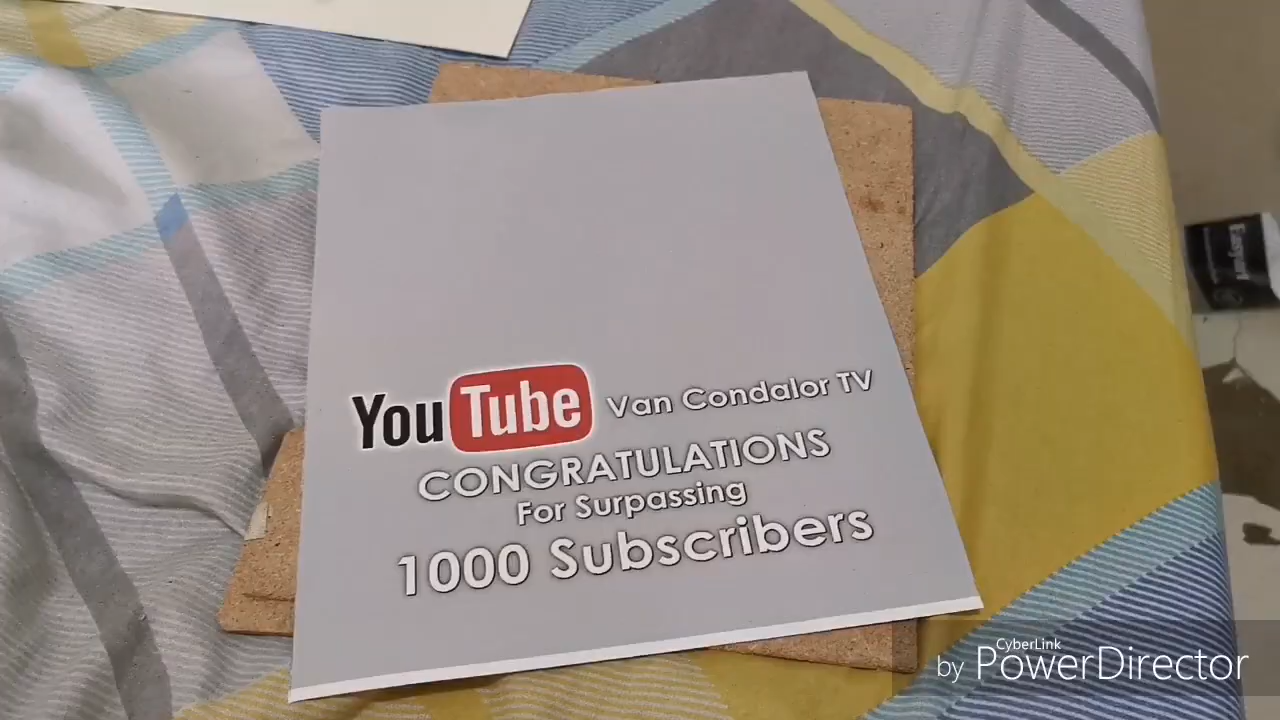 YouTube Van Condalor TV
CONGRATULATIONS
For Surpassing
1000 Subscribers
CyberLink
by PowerDirector